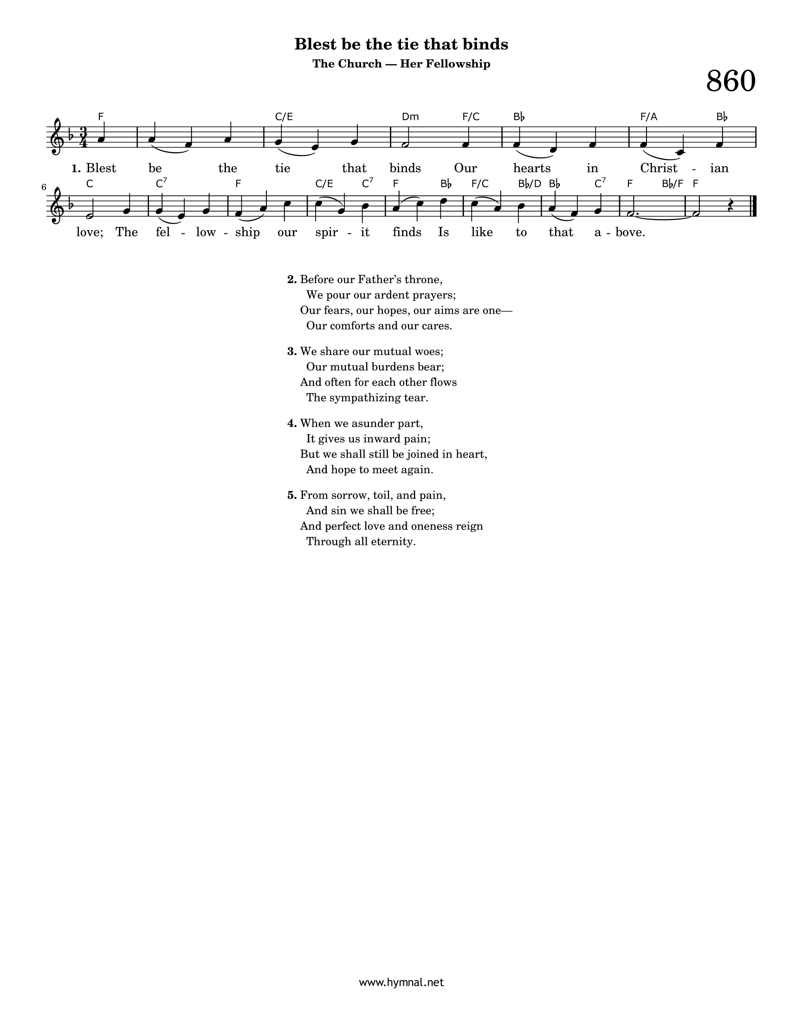 Blest be the tie that binds
The Church — Her Fellowship
860
F C/E Dm F/C B♭ F/A B♭
3
4
1. Blest be the tie that binds Our hearts in Christ - ian
6
C C7 F C/E C7 F B♭ F/C B♭/D B♭ C7 F B♭/F F
love; The fel - low - ship our spir - it finds Is like to that a - bove.
2. Before our Father’s throne,
We pour our ardent prayers;
Our fears, our hopes, our aims are one—
Our comforts and our cares.
3. We share our mutual woes;
Our mutual burdens bear;
And often for each other flows
The sympathizing tear.
4. When we asunder part,
It gives us inward pain;
But we shall still be joined in heart,
And hope to meet again.
5. From sorrow, toil, and pain,
And sin we shall be free;
And perfect love and oneness reign
Through all eternity.
www.hymnal.net